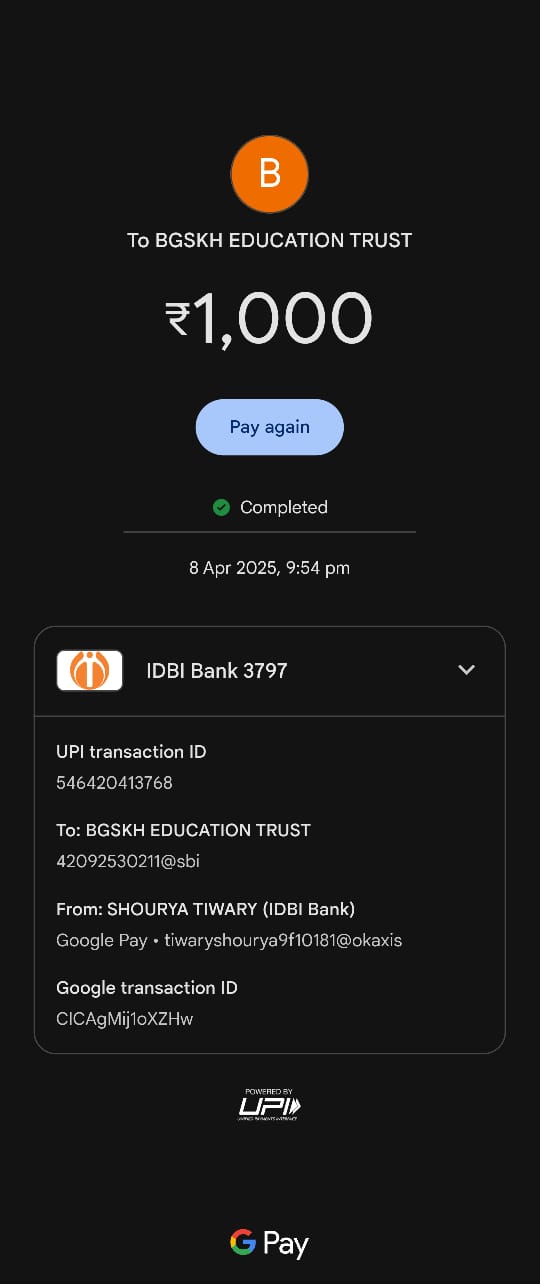 B
To BGSKH EDUCATION TRUST
₹1,000
Pay again
Completed
8 Apr 2025, 9:54 pm
IDBI Bank 3797
UPI transaction ID
546420413768
To: BGSKH EDUCATION TRUST
42092530211@sbi
From: SHOURYA TIWARY (IDBI Bank)
Google Pay • tiwaryshourya9f10181@okaxis
Google transaction ID
CICAgMij1oXZHw
POWERED BY
UPI
UNIFIED PAYMENTS INTERFACE
G Pay